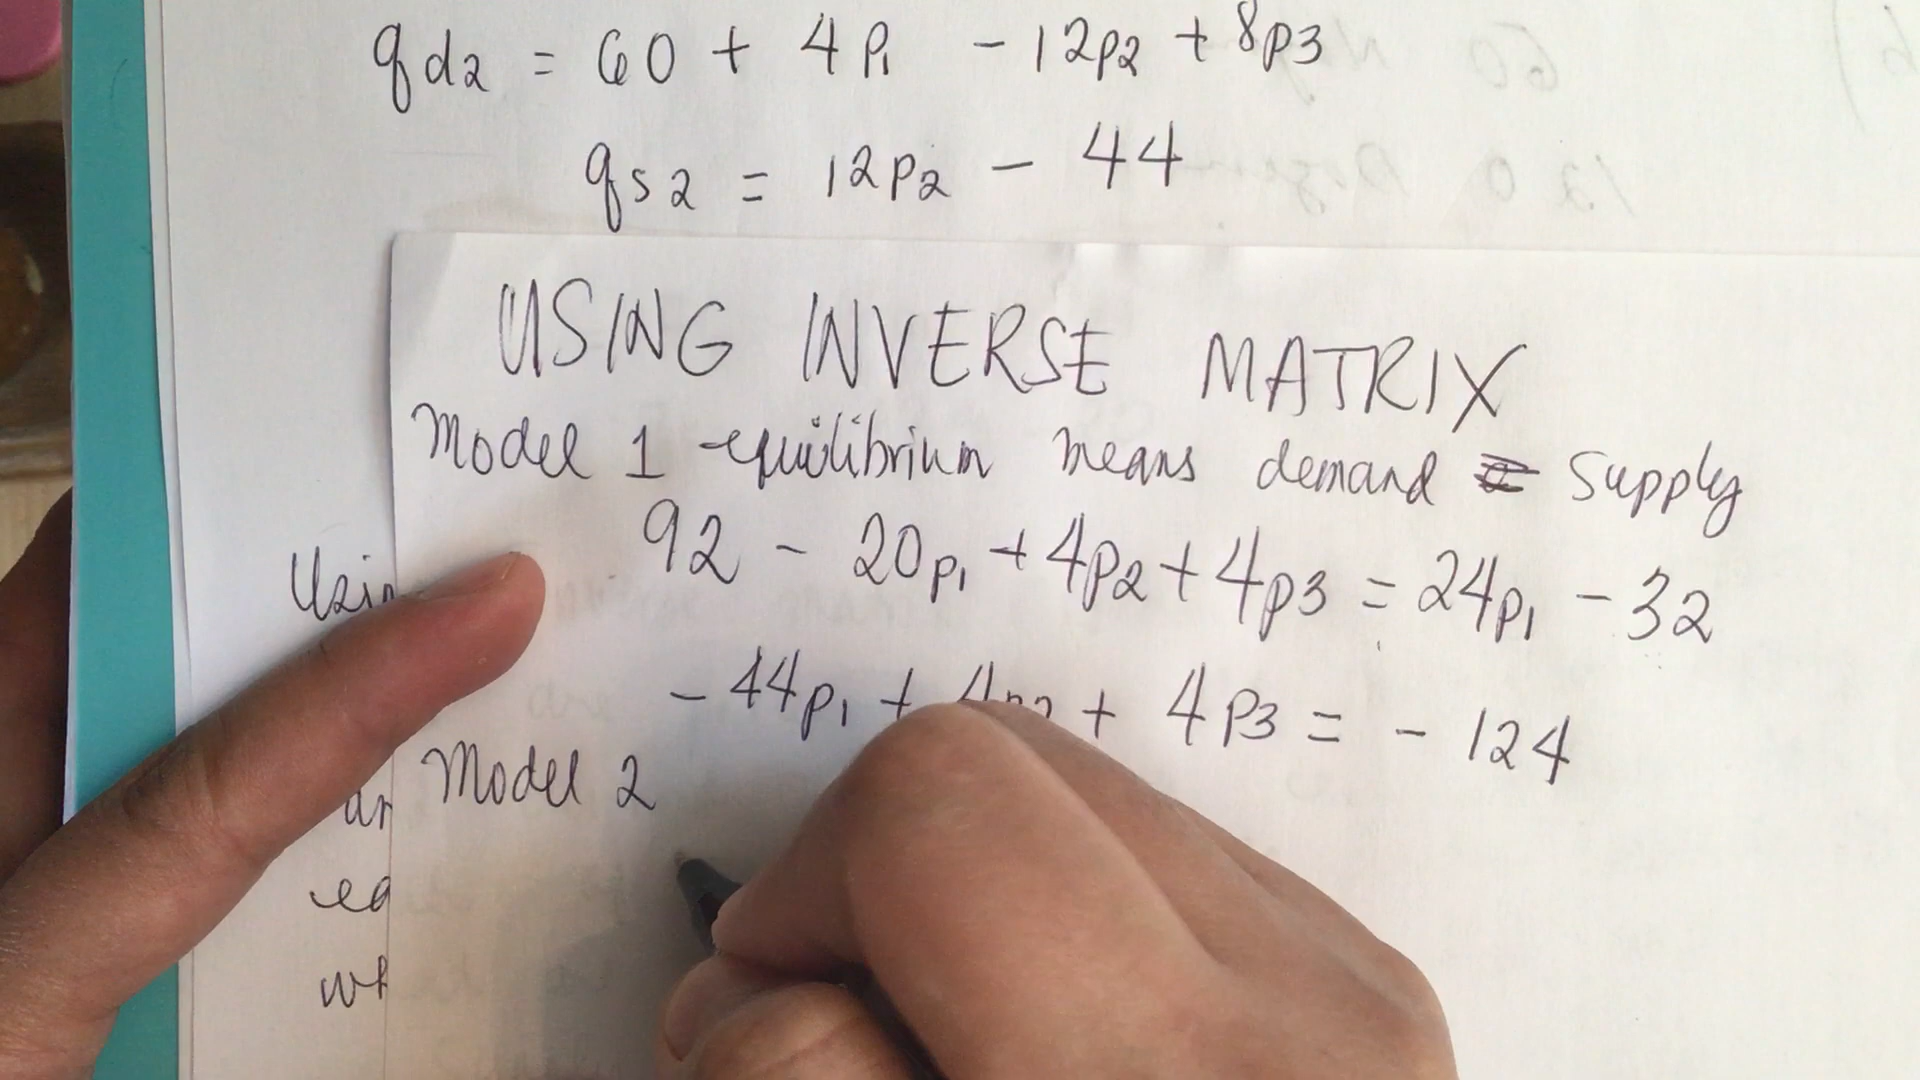 qd2 = 60 + 4P1 - 12p2 + 8p3
qs2 = 12p2 - 44
USING INVERSE MATRIX
Model 1 equilibrium means demand = Supply
92 - 20p1 + 4p2 + 4p3 = 24p1 - 32
- 44p1 + 4p2 + 4p3 = - 124
Model 2